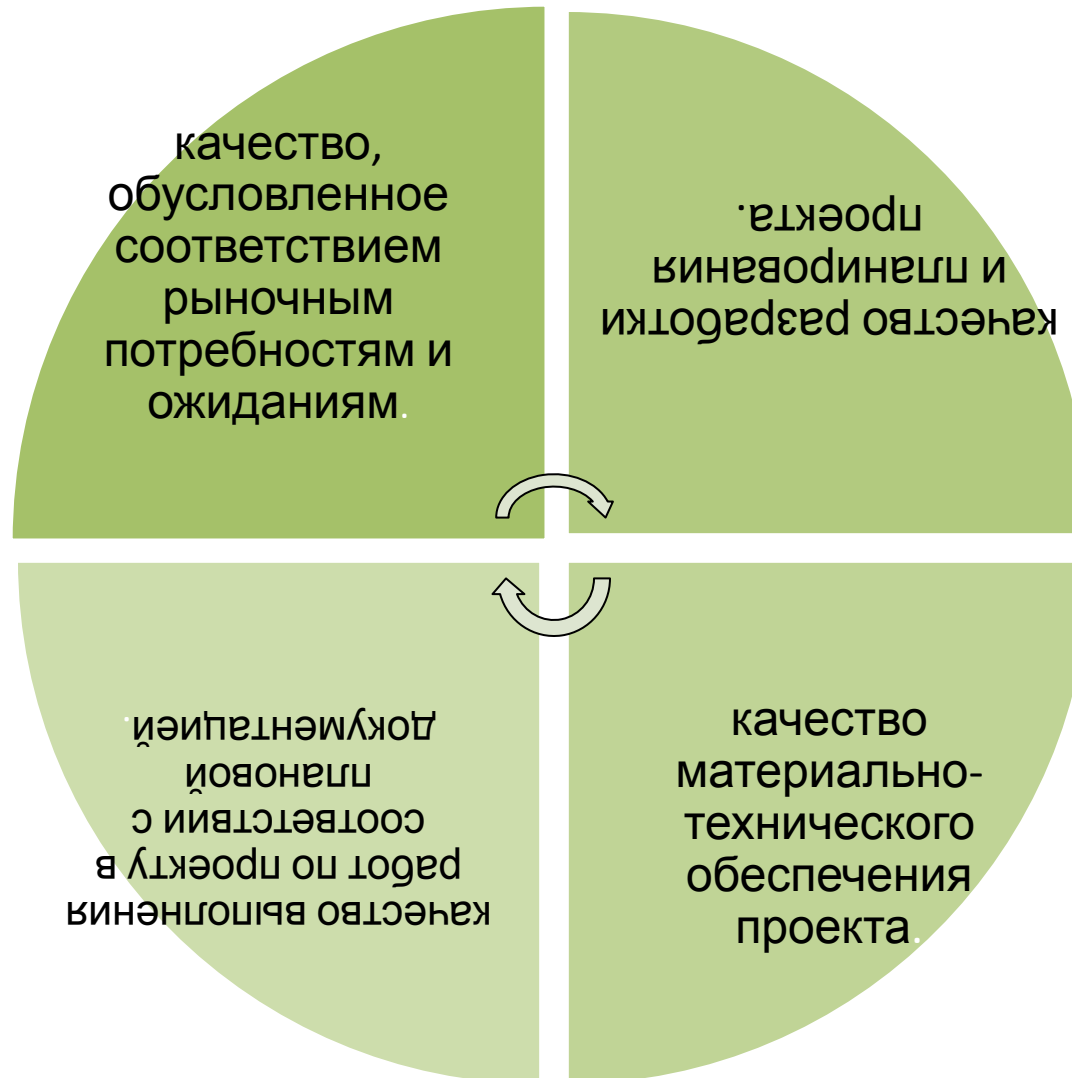 качество,
обусловленное
соответствием
рыночным
потребностям и
ожиданиям.
качество разработки
и планирования
проекта.
качество
материально-
технического
обеспечения
проекта.
качество выполнения
работ по проекту в
соответствии с
плановой
документацией.